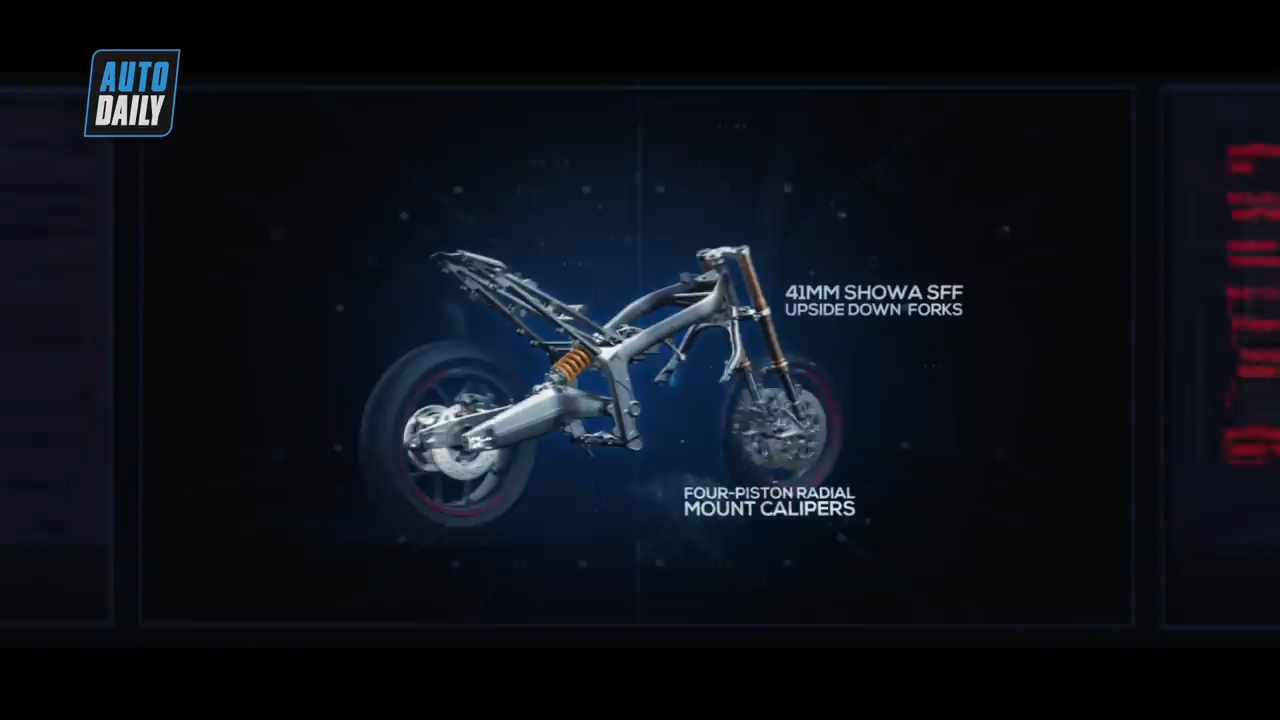 AUTO
DAILY
41MM SHOWA SFF
UPSIDE DOWN FORKS
FOUR-PISTON RADIAL
MOUNT CALIPERS